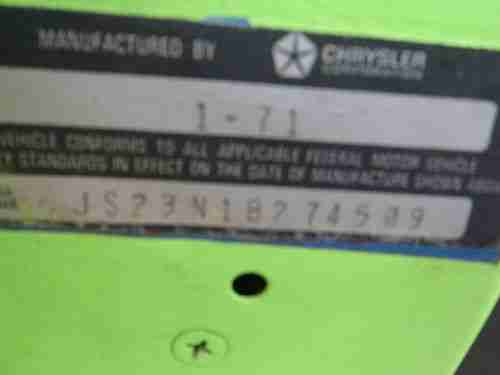 MANUFACTURED BY CHRYSLER CORPORATION
1-71
VEHICLE CONFORMS TO ALL APPLICABLE FEDERAL MOTOR VEHICLE
STANDARDS IN EFFECT ON THE DATE OF MANUFACTURE SHOWN
JS23N1B274509